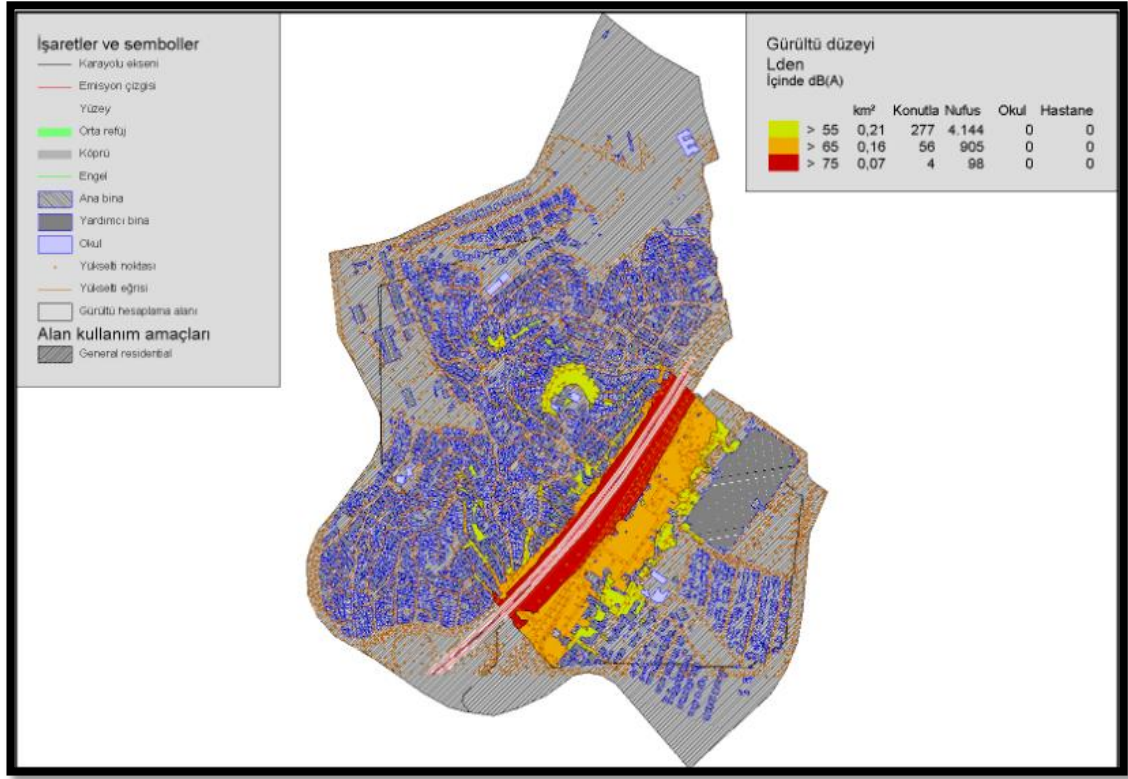 İşaretler ve semboller
Karayolu ekseni
Emisyon çizgisi
Yüzey
Orta refüj
Köprü
Engel
Ana bina
Yardımcı bina
Okul
Yükselti noktası
Yükselti eğrisi
Gürültü hesaplama alanı
Alan kullanım amaçları
General residential
Gürültü düzeyi
Lden
İçinde dB(A)
km² Konutla Nufus Okul Hastane
> 55 0,21 277 4.144 0 0
> 65 0,16 56 905 0 0
> 75 0,07 4 98 0 0